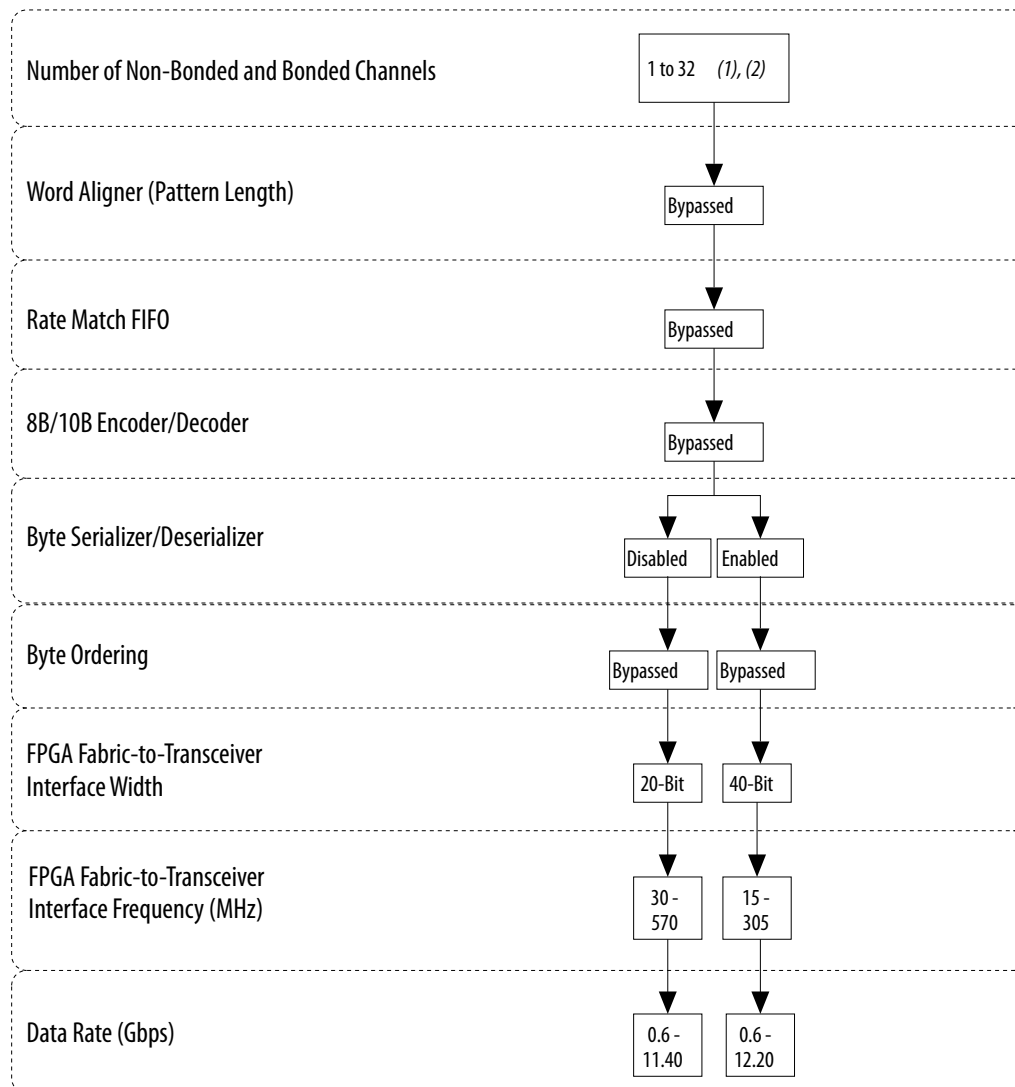 Number of Non-Bonded and Bonded Channels
1 to 32 (1), (2)
Word Aligner (Pattern Length)
Bypassed
Rate Match FIFO
Bypassed
8B/10B Encoder/Decoder
Bypassed
Byte Serializer/Deserializer
Disabled
Enabled
Byte Ordering
Bypassed
Bypassed
FPGA Fabric-to-Transceiver
Interface Width
20-Bit
40-Bit
FPGA Fabric-to-Transceiver
Interface Frequency (MHz)
30 -
570
15 -
305
Data Rate (Gbps)
0.6 -
11.40
0.6 -
12.20